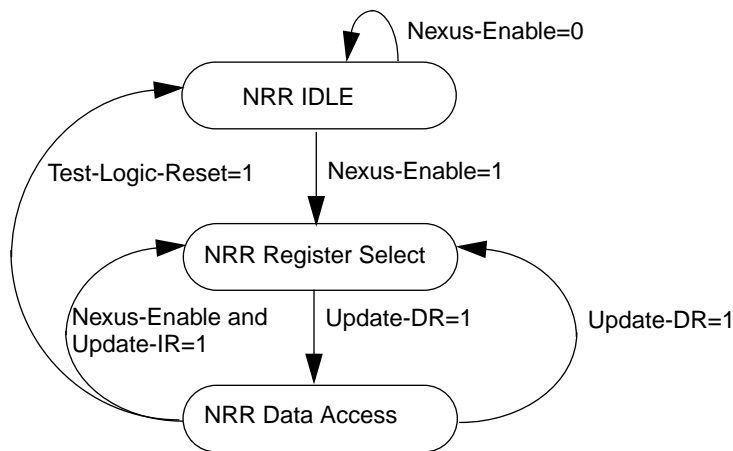 Nexus-Enable=0
NRR IDLE
Test-Logic-Reset=1
Nexus-Enable=1
NRR Register Select
Nexus-Enable and
Update-IR=1
Update-DR=1
Update-DR=1
NRR Data Access